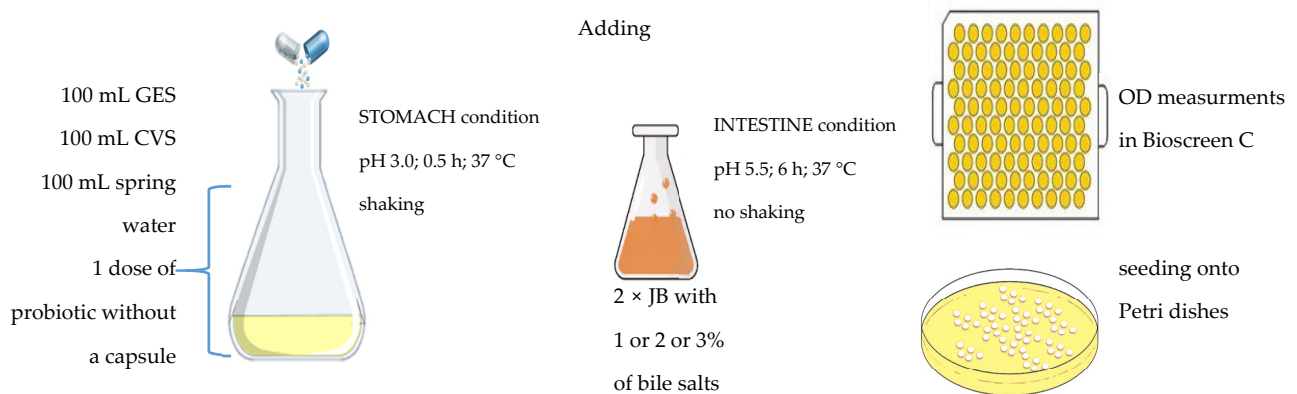 100 mL GES
100 mL CVS
100 mL spring
water
1 dose of
probiotic without
a capsule
STOMACH condition
pH 3.0; 0.5 h; 37 °C
shaking
Adding
INTESTINE condition
pH 5.5; 6 h; 37 °C
no shaking
2 × JB with
1 or 2 or 3%
of bile salts
OD measurments
in Bioscreen C
seeding onto
Petri dishes